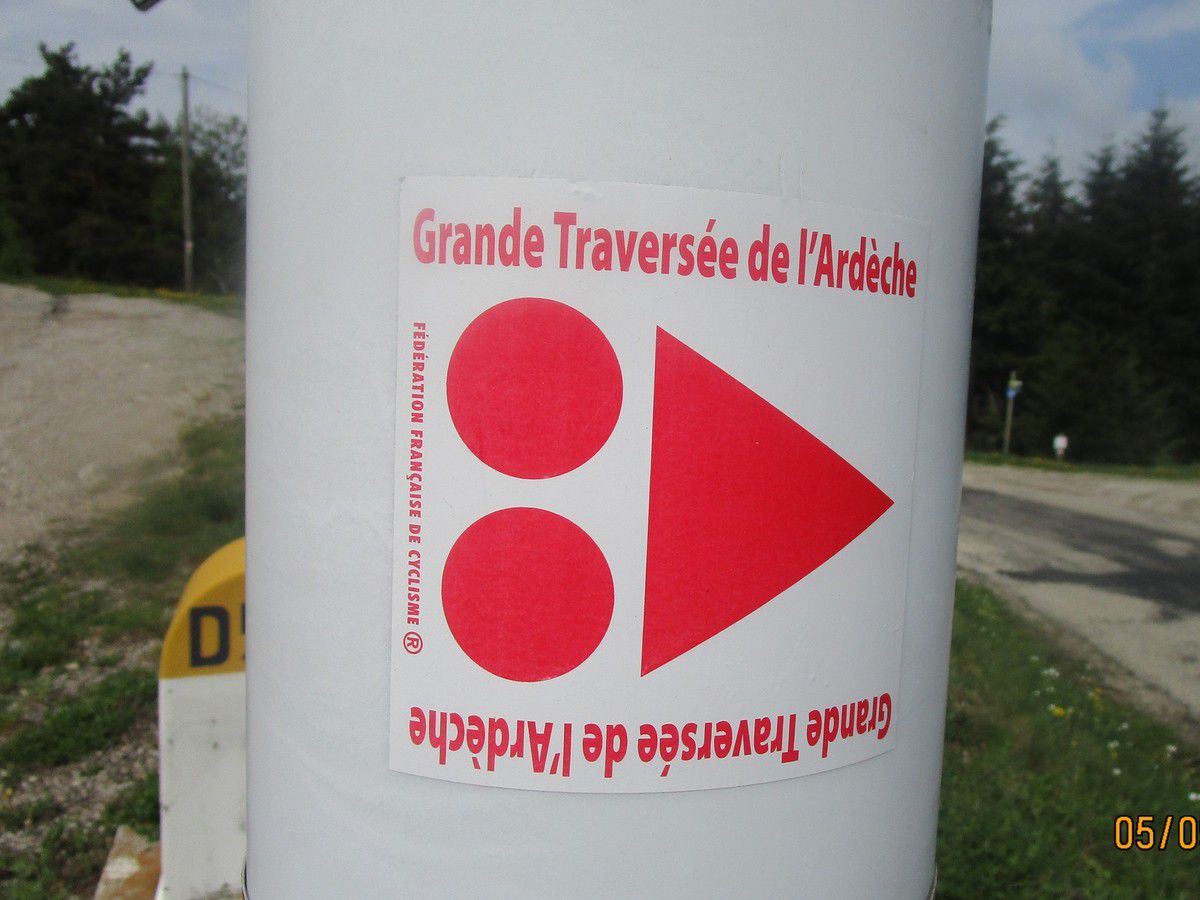 Grande Traversée de l'Ardèche
FÉDÉRATION FRANÇAISE DE CYCLISME ®
Grande Traversée de l'Ardèche
D
05/0